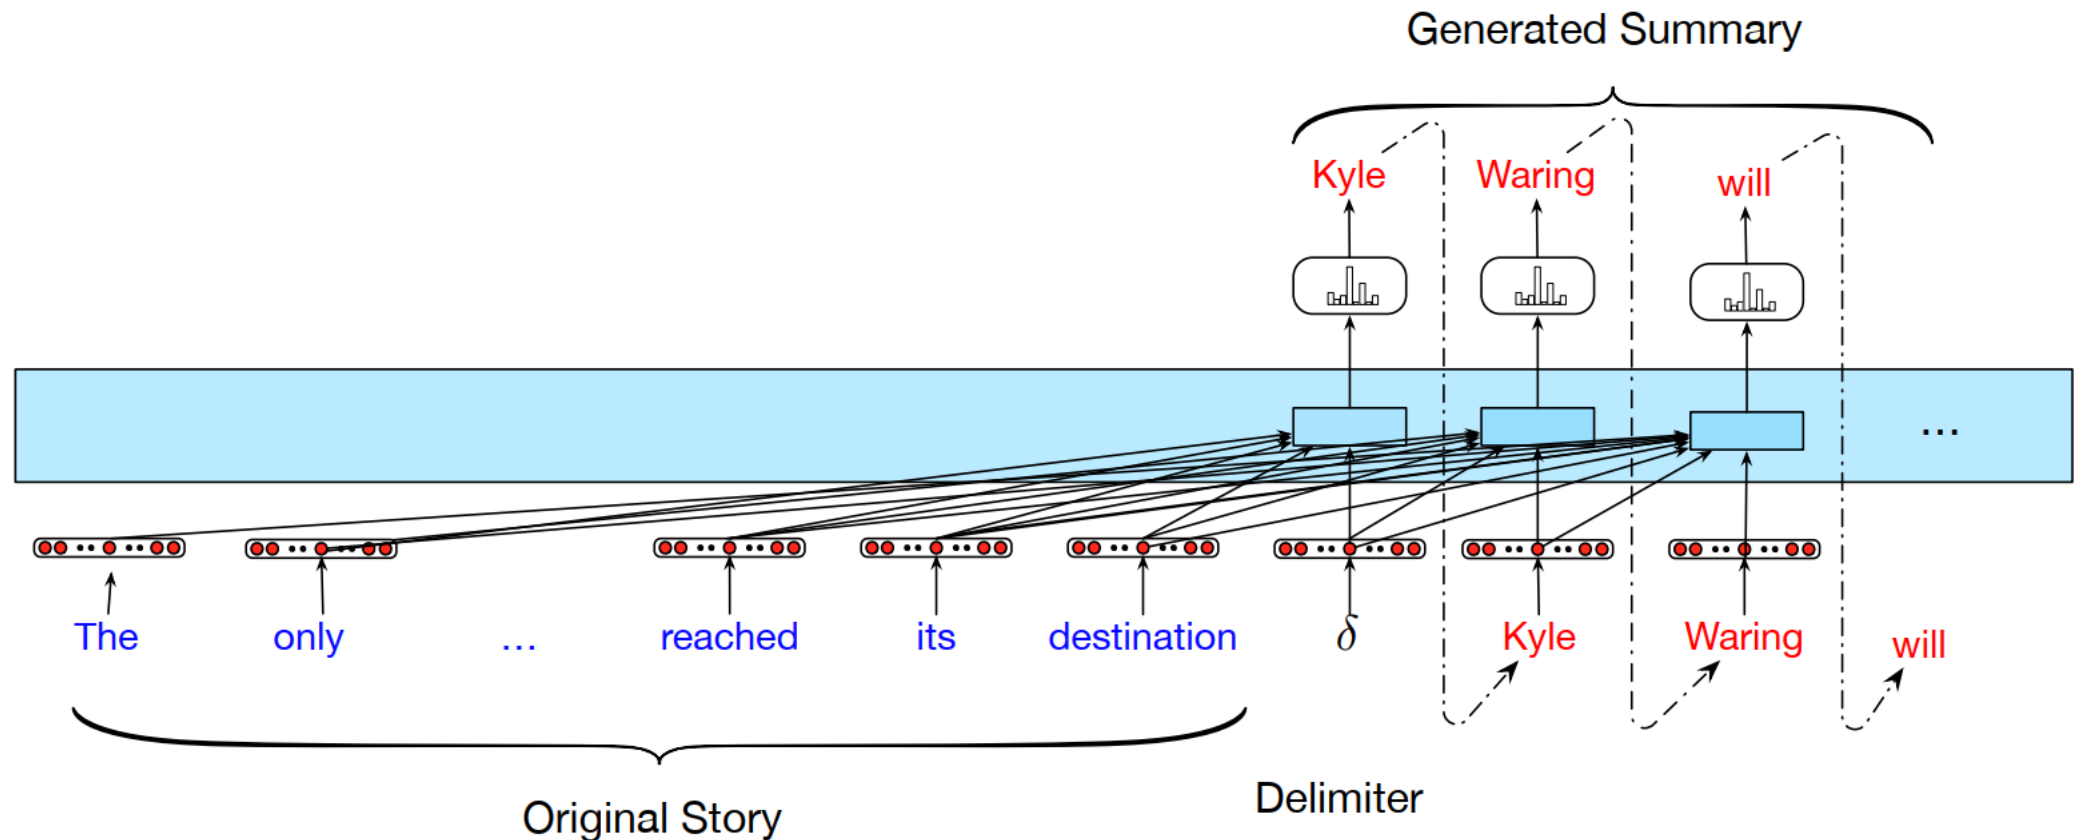 Generated Summary
Kyle Waring will
...
The only ... reached its destination δ Kyle Waring will
Delimiter
Original Story